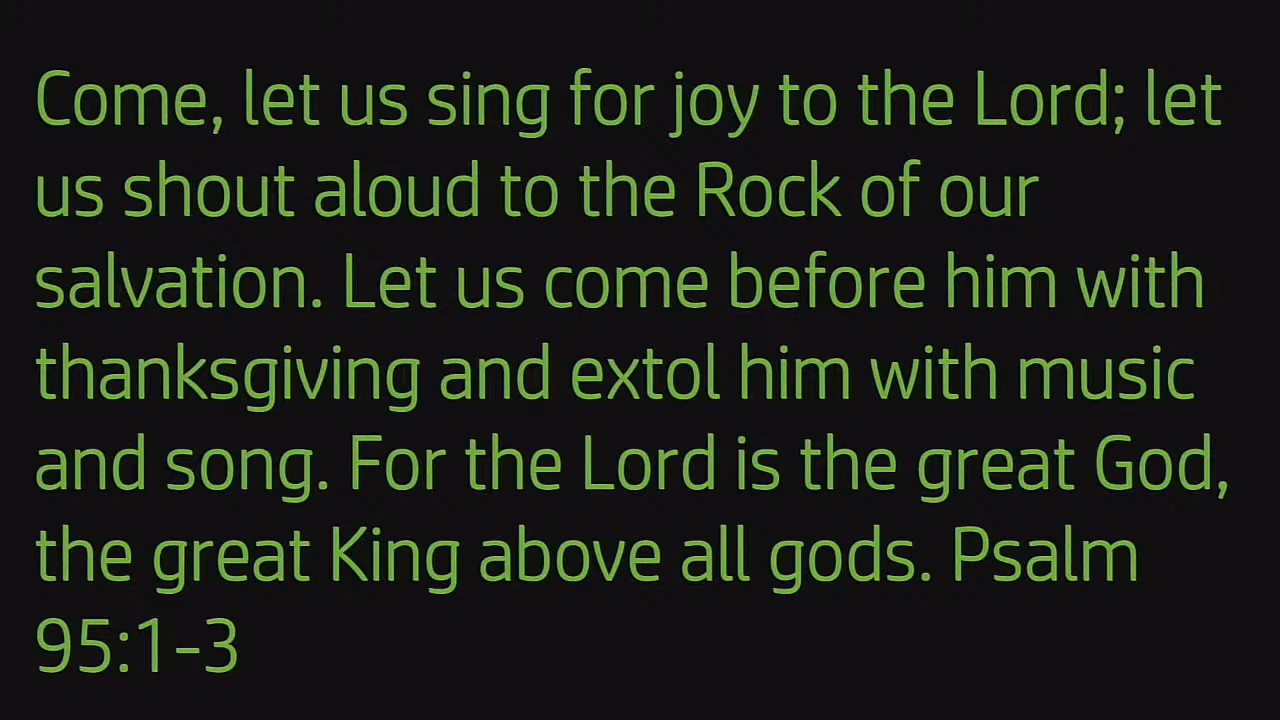 Come, let us sing for joy to the Lord; let
us shout aloud to the Rock of our
salvation. Let us come before him with
thanksgiving and extol him with music
and song. For the Lord is the great God,
the great King above all gods. Psalm
95:1-3